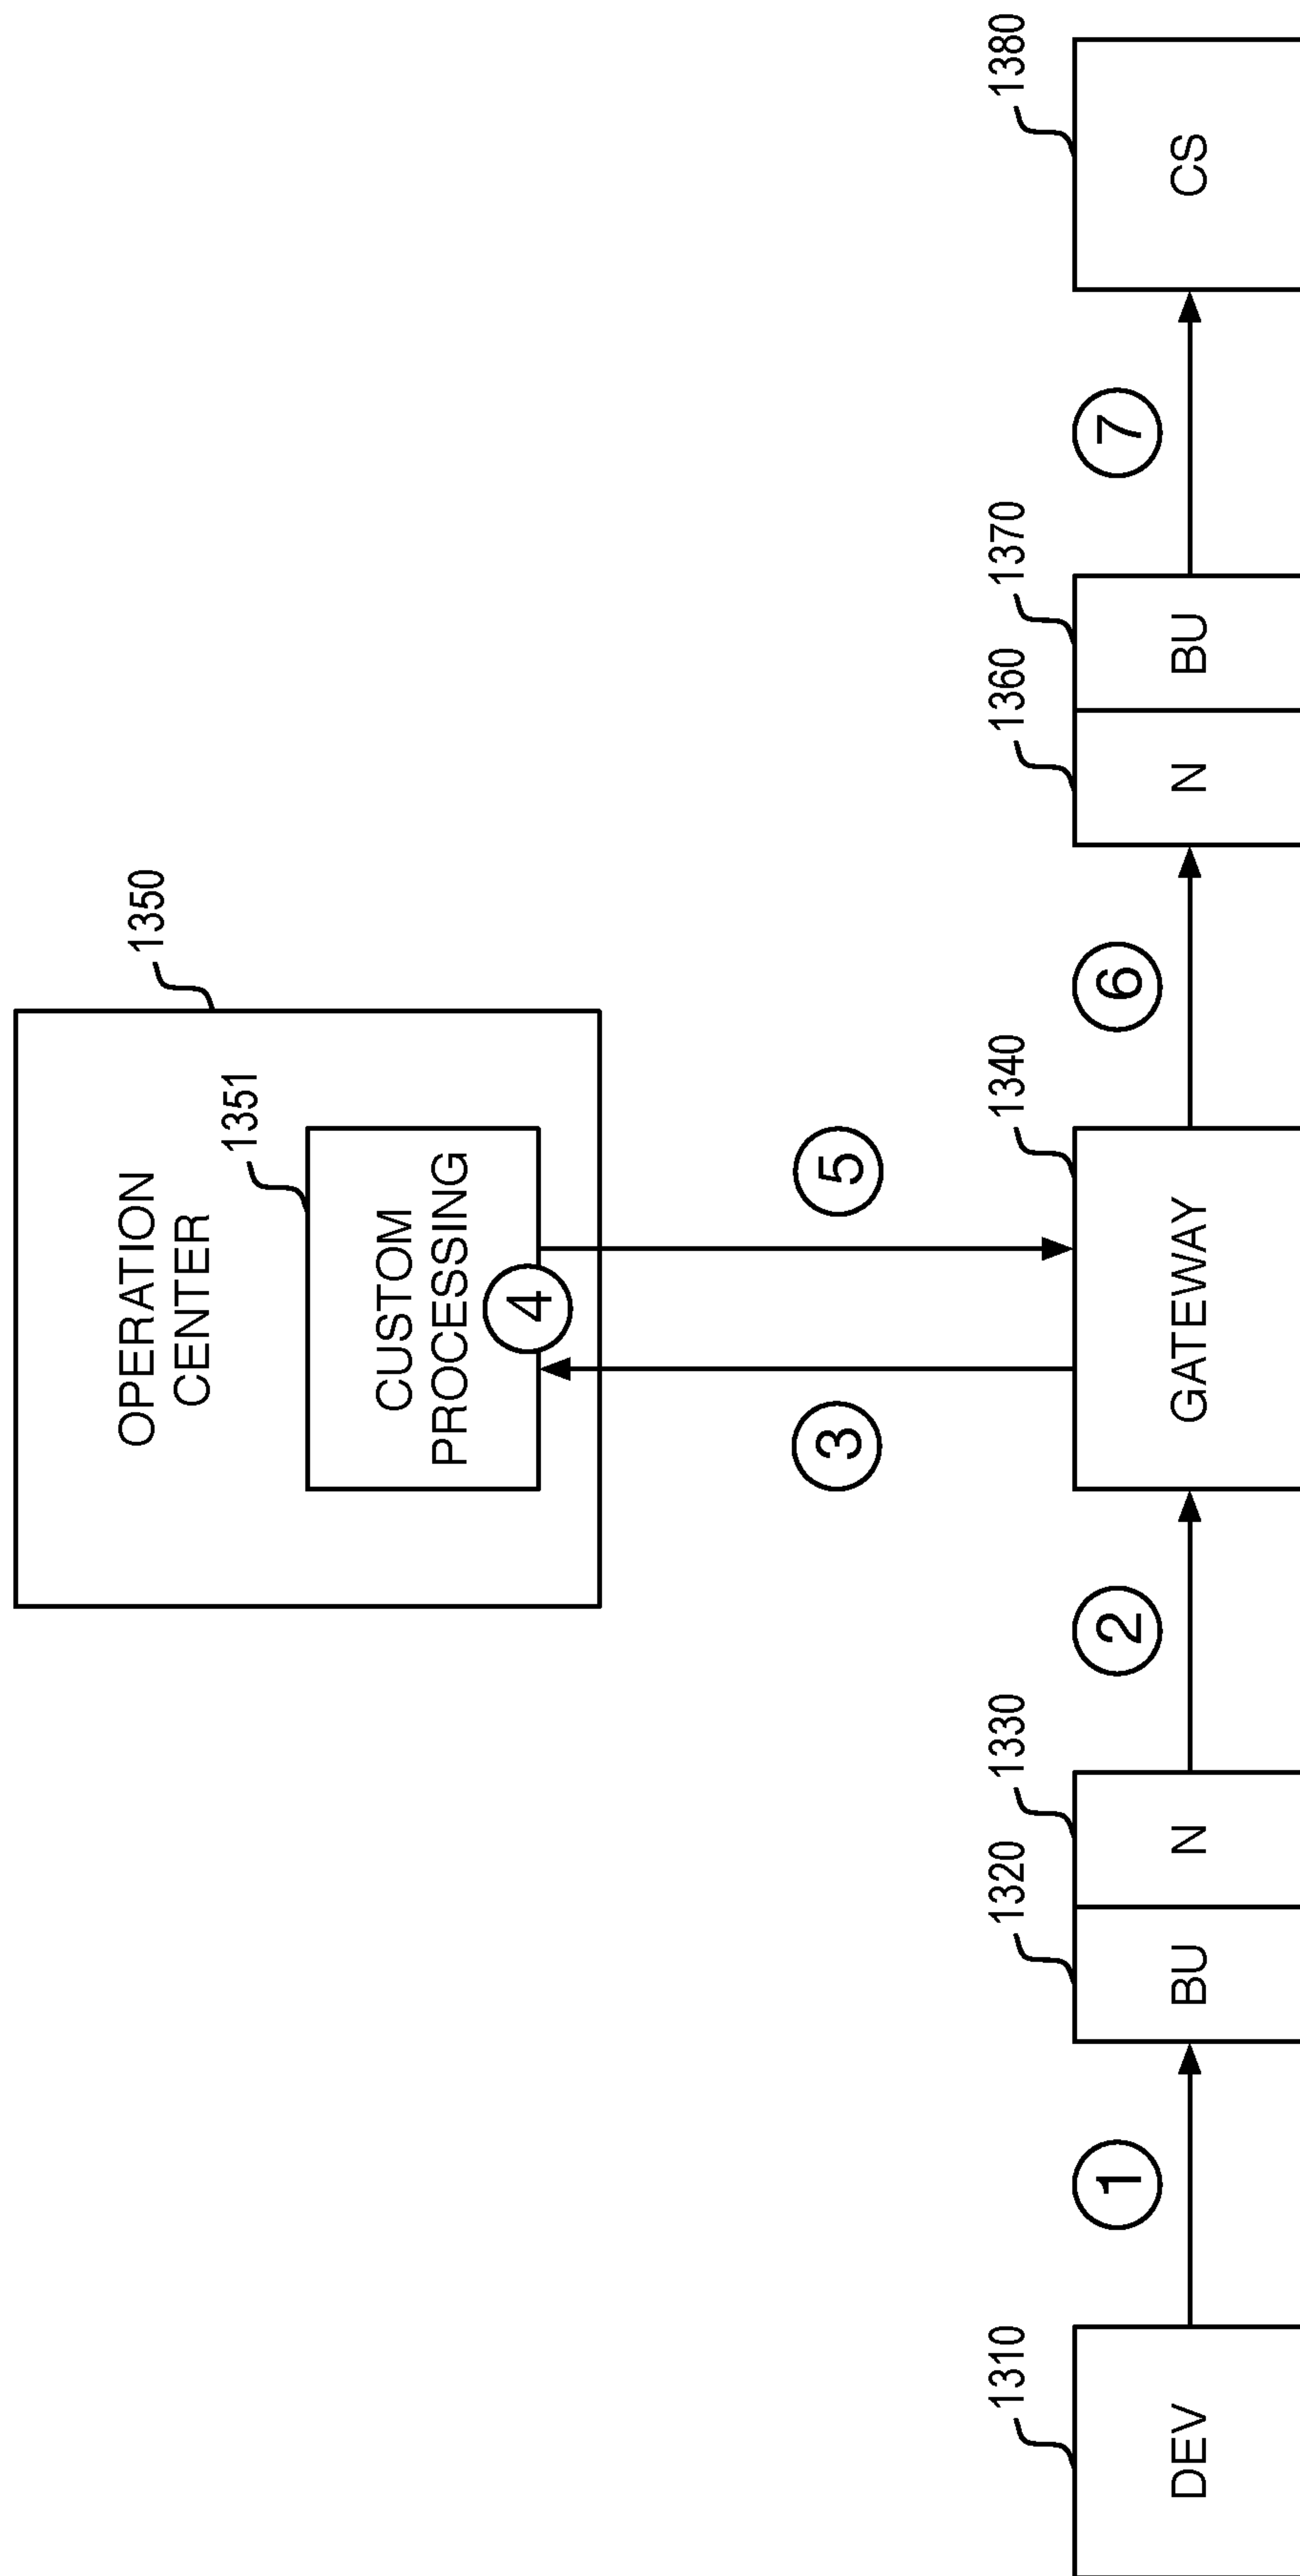 OPERATION
CENTER
1350
1351
CUSTOM
PROCESSING
4
3
5
1310
1320
1330
1340
1360
1370
1380
1
2
6
7
DEV
BU
N
GATEWAY
N
BU
CS